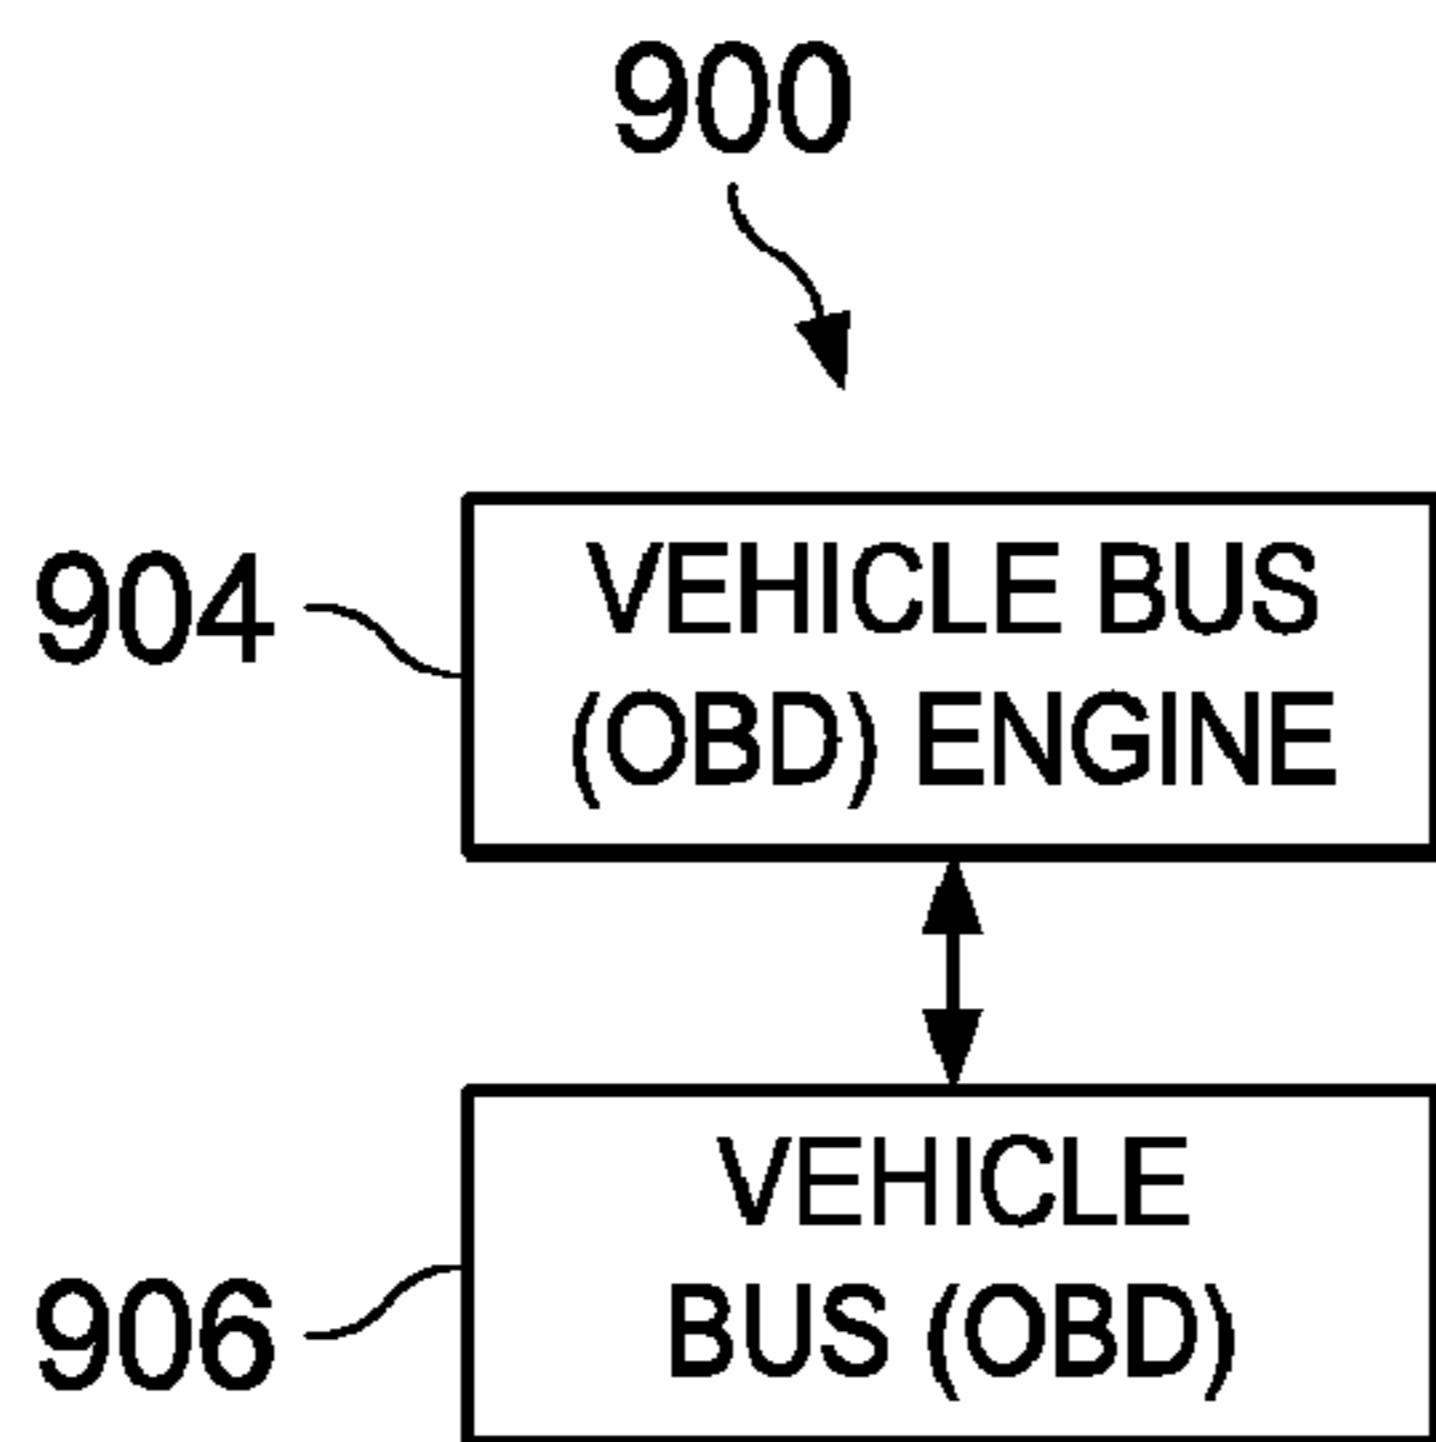 900
904
VEHICLE BUS
(OBD) ENGINE
906
VEHICLE
BUS (OBD)